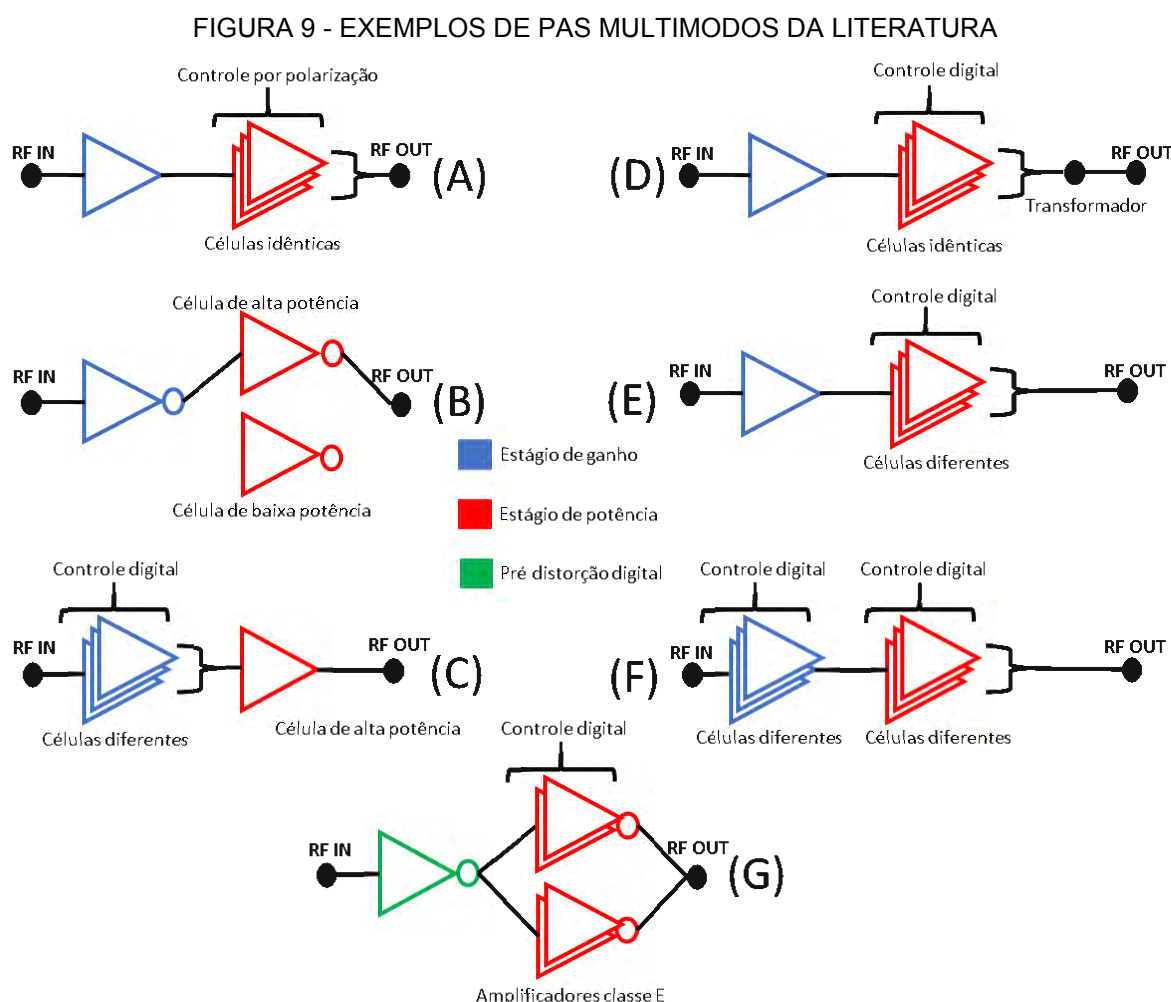 FIGURA 9 - EXEMPLOS DE PAS MULTIMODOS DA LITERATURA
Controle por polarização
RF IN
RF OUT
(A)
Células idênticas
Controle digital
RF IN
RF OUT
(D)
Transformador
Células idênticas
Célula de alta potência
RF IN
RF OUT
(B)
Célula de baixa potência
Controle digital
RF IN
RF OUT
(E)
Células diferentes
Estágio de ganho
Estágio de potência
Pré distorção digital
Controle digital
RF IN
RF OUT
(C)
Células diferentes
Célula de alta potência
Controle digital
Controle digital
RF IN
RF OUT
(F)
Células diferentes
Células diferentes
Controle digital
RF IN
RF OUT
(G)
Amplificadores classe E